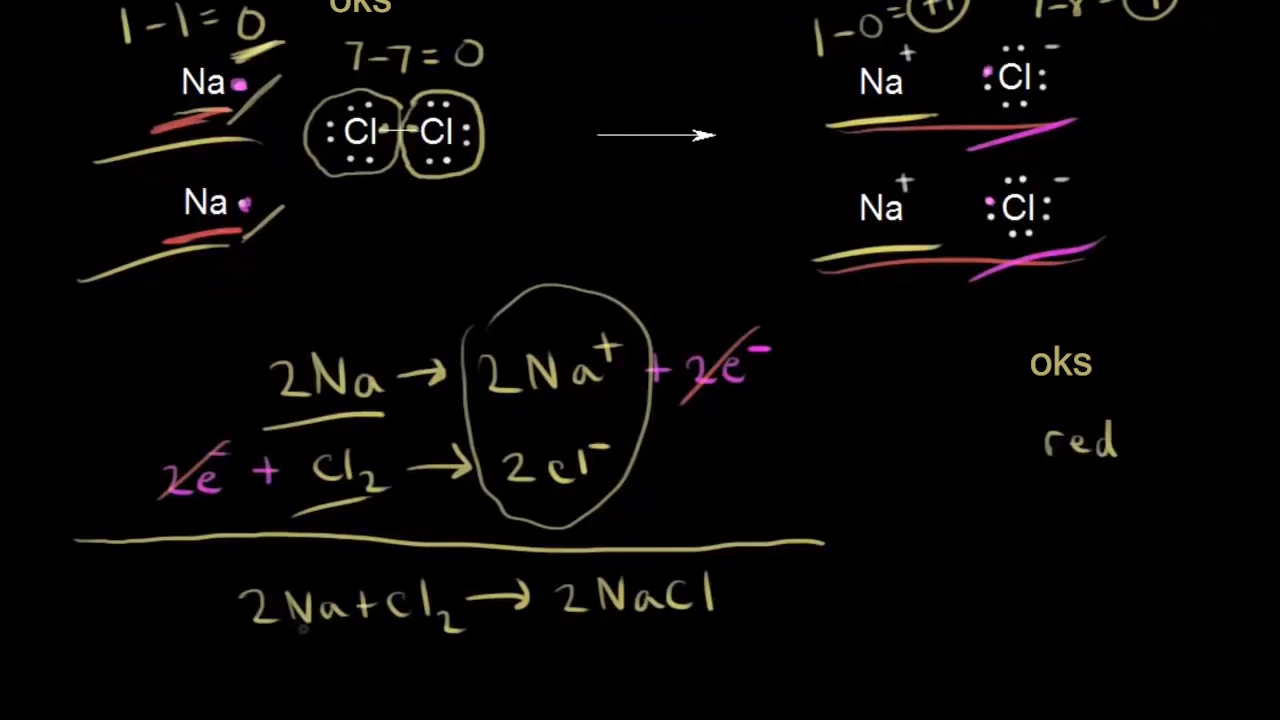 oks
1-1=0
7-7=0
1-0=+1
7-8=-1
Na Cl—Cl → Na+ Cl−
Na Na+ Cl−
2Na → 2Na+ + 2e−
oks
2e− + Cl2 → 2Cl−
red
2Na+Cl2 → 2NaCl